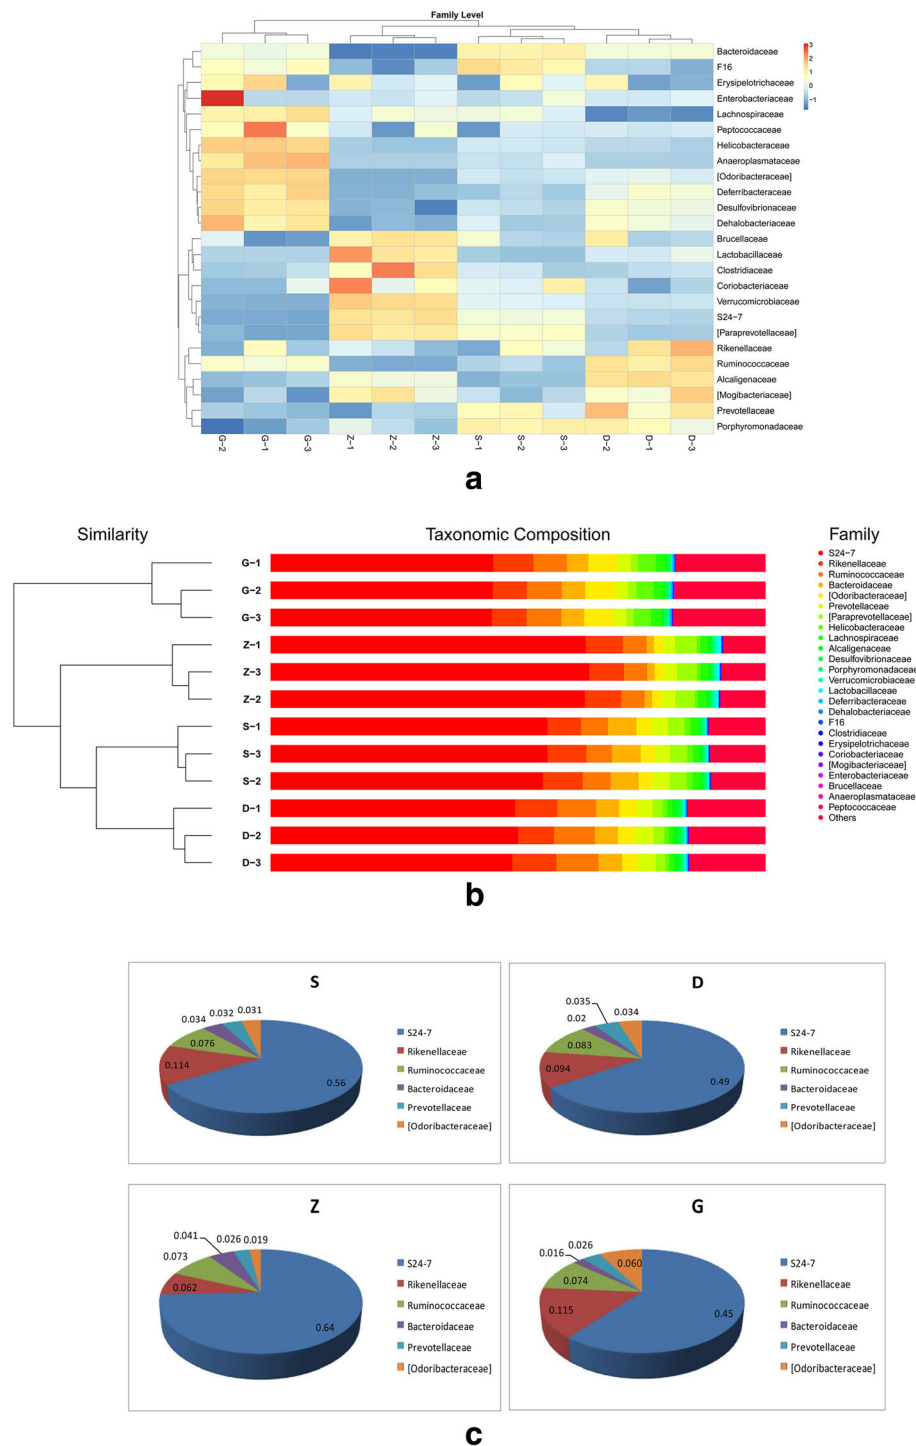 Family Level
Bacteroidaceae
F16
Erysipelotrichaceae
Enterobacteriaceae
Lachnospiraceae
Peptococcaceae
Helicobacteraceae
Anaeroplasmataceae
[Odoribacteraceae]
Deferribacteraceae
Desulfovibrionaceae
Dehalobacteriaceae
Brucellaceae
Lactobacillaceae
Clostridiaceae
Coriobacteriaceae
Verrucomicrobiaceae
S24-7
[Paraprevotellaceae]
Rikenellaceae
Ruminococcaceae
Alcaligenaceae
[Mogibacteriaceae]
Prevotellaceae
Porphyromonadaceae
3
2
1
0
-1
G-2 G-1 G-3 Z-1 Z-2 Z-3 S-1 S-2 S-3 D-2 D-1 D-3
a
Similarity Taxonomic Composition Family
G-1
G-2
G-3
Z-1
Z-3
Z-2
S-1
S-3
S-2
D-1
D-2
D-3
S24-7
Rikenellaceae
Ruminococcaceae
Bacteroidaceae
[Odoribacteraceae]
Prevotellaceae
[Paraprevotellaceae]
Helicobacteraceae
Lachnospiraceae
Alcaligenaceae
Desulfovibrionaceae
Porphyromonadaceae
Verrucomicrobiaceae
Lactobacillaceae
Deferribacteraceae
Dehalobacteriaceae
F16
Clostridiaceae
Erysipelotrichaceae
Coriobacteriaceae
[Mogibacteriaceae]
Enterobacteriaceae
Brucellaceae
Anaeroplasmataceae
Peptococcaceae
Others
b
S
0.034 0.032 0.031
0.076
0.114
0.56
S24-7
Rikenellaceae
Ruminococcaceae
Bacteroidaceae
Prevotellaceae
[Odoribacteraceae]
D
0.035
0.02 0.034
0.083
0.094
0.49
S24-7
Rikenellaceae
Ruminococcaceae
Bacteroidaceae
Prevotellaceae
[Odoribacteraceae]
Z
0.041 0.026 0.019
0.073
0.062
0.64
S24-7
Rikenellaceae
Ruminococcaceae
Bacteroidaceae
Prevotellaceae
[Odoribacteraceae]
G
0.026
0.016 0.060
0.074
0.115
0.45
S24-7
Rikenellaceae
Ruminococcaceae
Bacteroidaceae
Prevotellaceae
[Odoribacteraceae]
c